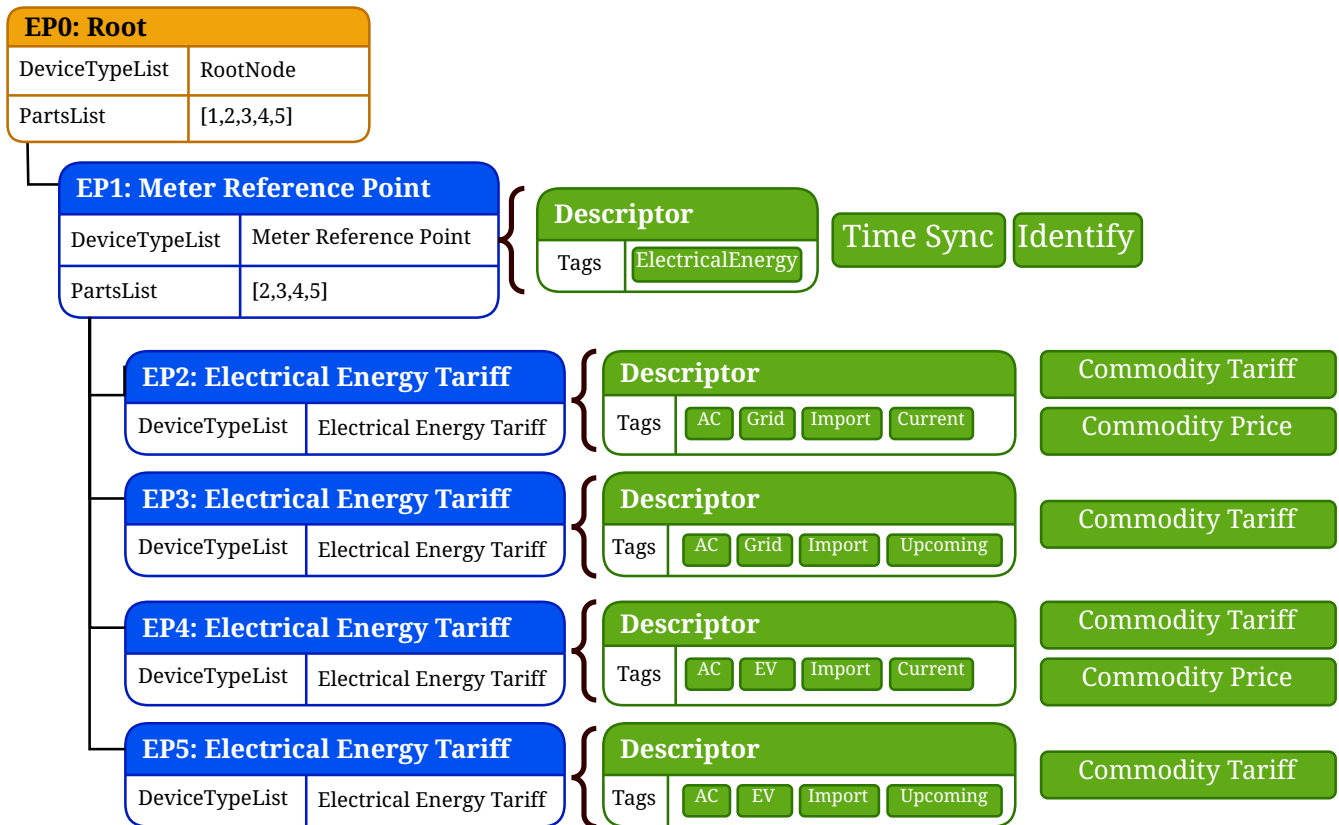 EP0: Root
DeviceTypeList RootNode
PartsList [1,2,3,4,5]
EP1: Meter Reference Point
DeviceTypeList Meter Reference Point
PartsList [2,3,4,5]
Descriptor
Tags ElectricalEnergy
Time Sync Identify
EP2: Electrical Energy Tariff
DeviceTypeList Electrical Energy Tariff
Descriptor
Tags AC Grid Import Current
Commodity Tariff
Commodity Price
EP3: Electrical Energy Tariff
DeviceTypeList Electrical Energy Tariff
Descriptor
Tags AC Grid Import Upcoming
Commodity Tariff
EP4: Electrical Energy Tariff
DeviceTypeList Electrical Energy Tariff
Descriptor
Tags AC EV Import Current
Commodity Tariff
Commodity Price
EP5: Electrical Energy Tariff
DeviceTypeList Electrical Energy Tariff
Descriptor
Tags AC EV Import Upcoming
Commodity Tariff